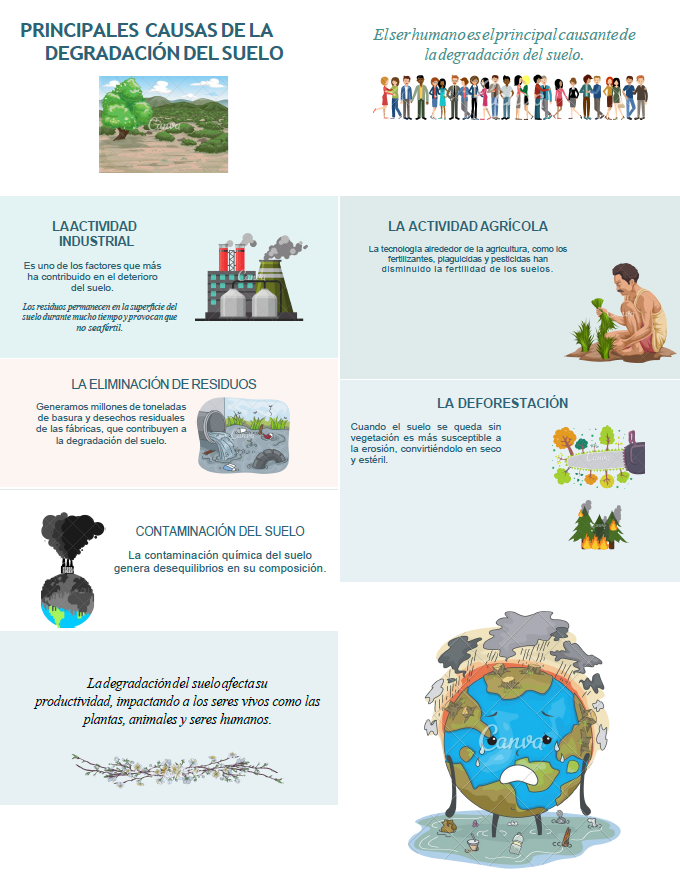 PRINCIPALES CAUSAS DE LA
DEGRADACIÓN DEL SUELO
Canva
El ser humano es el principal causante de
la degradación del suelo.
LA ACTIVIDAD
INDUSTRIAL
Es uno de los factores que más
ha contribuido en el deterioro
del suelo.
Los residuos permanecen en la superficie del
suelo durante mucho tiempo y provocan que
no sea fértil.
LA ACTIVIDAD AGRÍCOLA
La tecnología alrededor de la agricultura, como los
fertilizantes, plaguicidas y pesticidas han
disminuido la fertilidad de los suelos.
LA ELIMINACIÓN DE RESIDUOS
Generamos millones de toneladas
de basura y desechos residuales
de las fábricas, que contribuyen a
la degradación del suelo.
Canva
LA DEFORESTACIÓN
Cuando el suelo se queda sin
vegetación es más susceptible a
la erosión, convirtiéndolo en seco
y estéril.
Canva
CONTAMINACIÓN DEL SUELO
La contaminación química del suelo
genera desequilibrios en su composición.
La degradación del suelo afecta su
productividad, impactando a los seres vivos como las
plantas, animales y seres humanos.
Canva